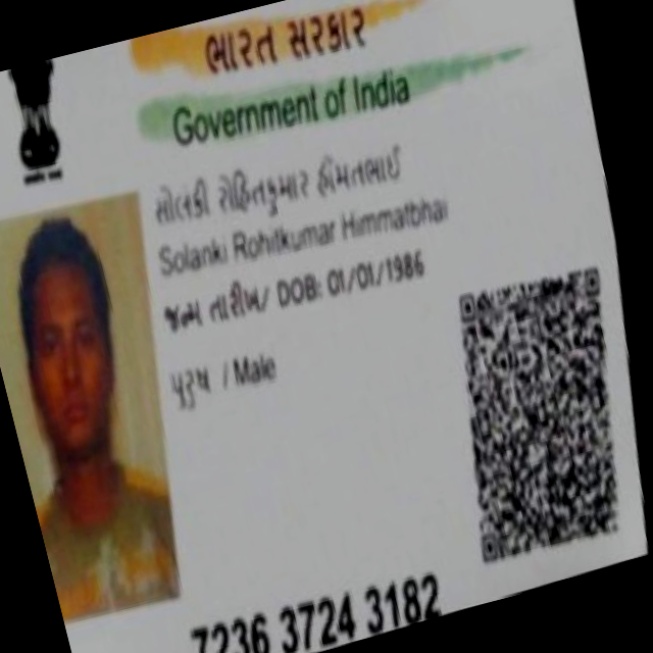 ભારત સરકાર
Government of India
સોલંકી રોહિતકુમાર હીંમતભાઈ
Solanki Rohitkumar Himmatbhai
જન્મ તારીખ/ DOB: 01/01/1986
પુરુષ / Male
7236 3724 3182